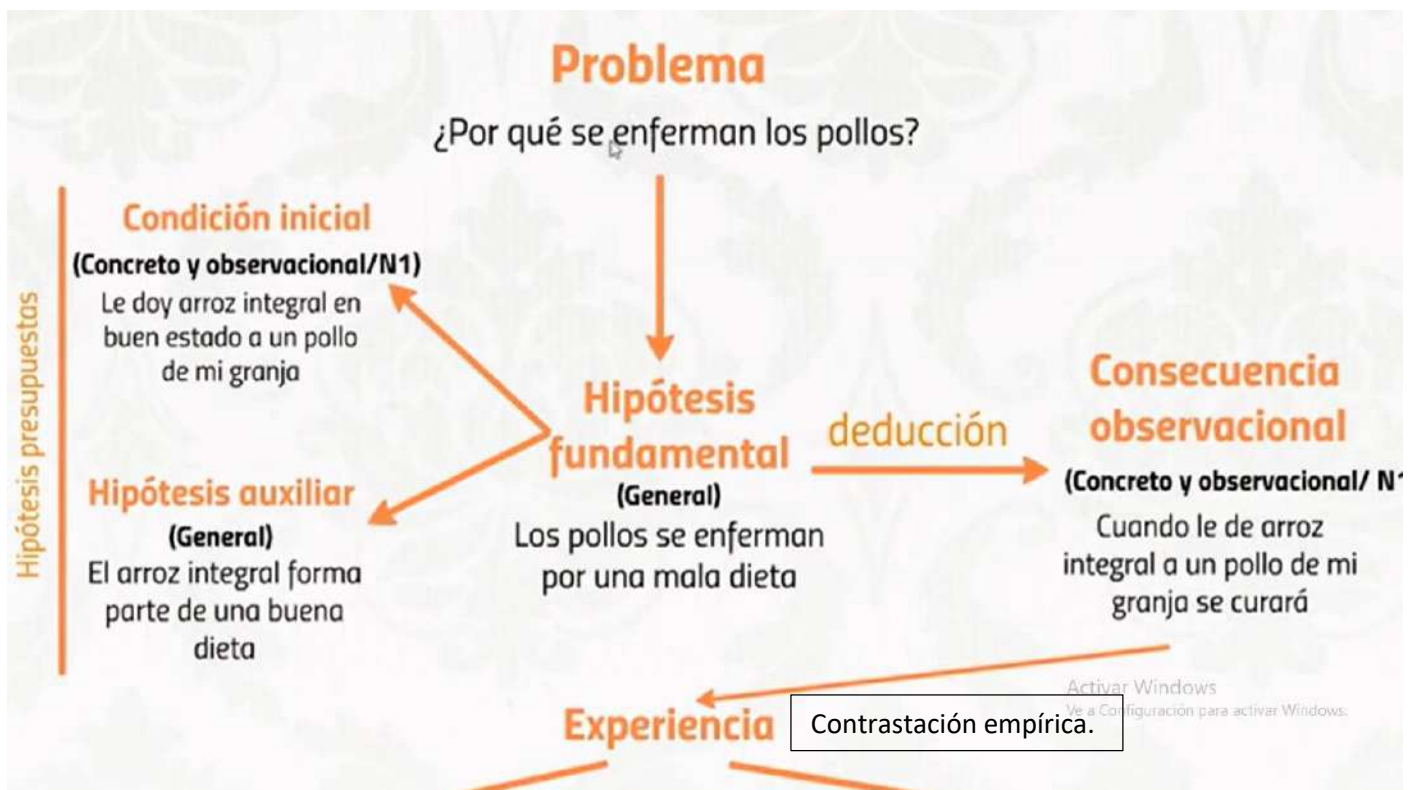 Problema
¿Por qué se enferman los pollos?
Hipótesis presupuestas
Condición inicial
(Concreto y observacional/N1)
Le doy arroz integral en
buen estado a un pollo
de mi granja
Hipótesis auxiliar
(General)
El arroz integral forma
parte de una buena
dieta
Hipótesis
fundamental
(General)
Los pollos se enferman
por una mala dieta
deducción
Consecuencia
observacional
(Concreto y observacional/ N1
Cuando le de arroz
integral a un pollo de mi
granja se curará
Activar Windows
Ve a Configuración para activar Windows.
Experiencia
Contrastación empírica.